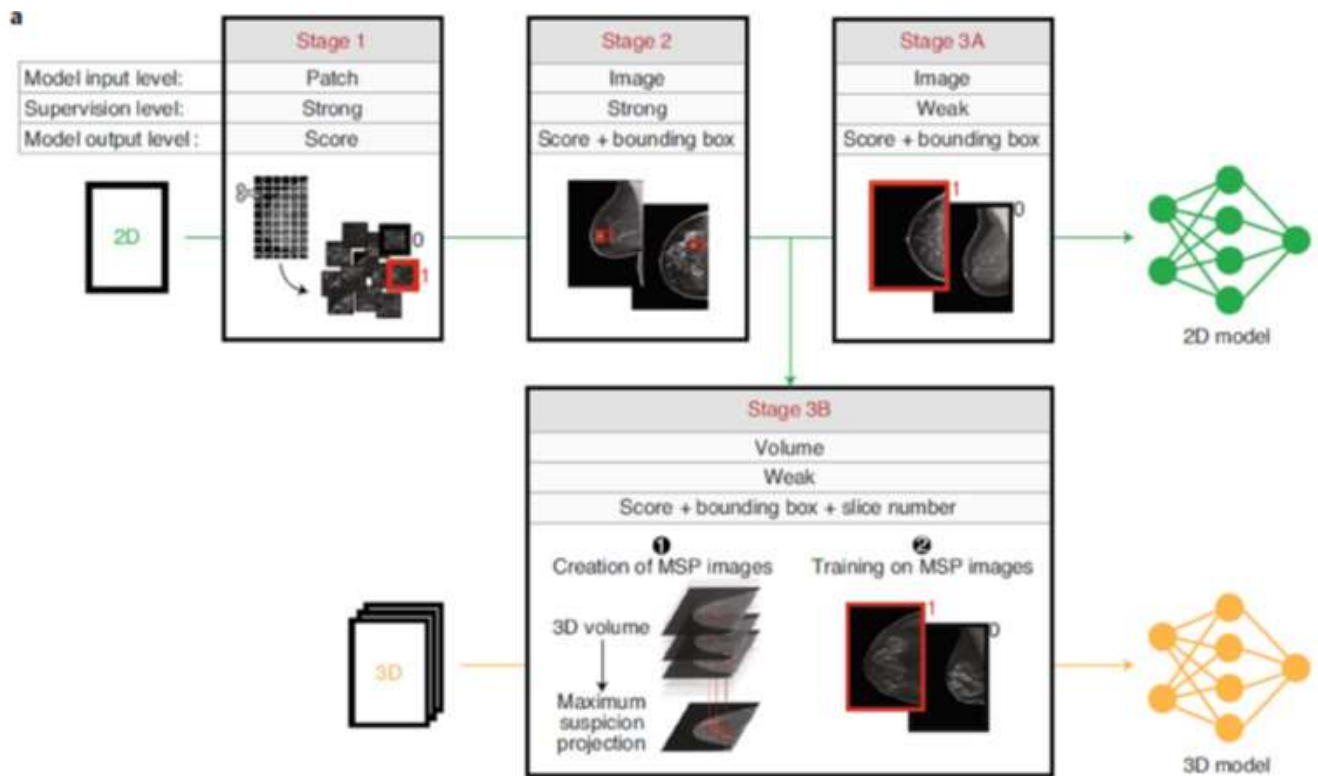 a
Stage 1
Stage 2
Stage 3A
Model input level:
Patch
Image
Image
Supervision level:
Strong
Strong
Weak
Model output level :
Score
Score + bounding box
Score + bounding box
2D
0
1
1
0
2D model
Stage 3B
Volume
Weak
Score + bounding box + slice number
1
Creation of MSP images
2
Training on MSP images
3D volume
Maximum
suspicion
projection
1
0
3D
3D model